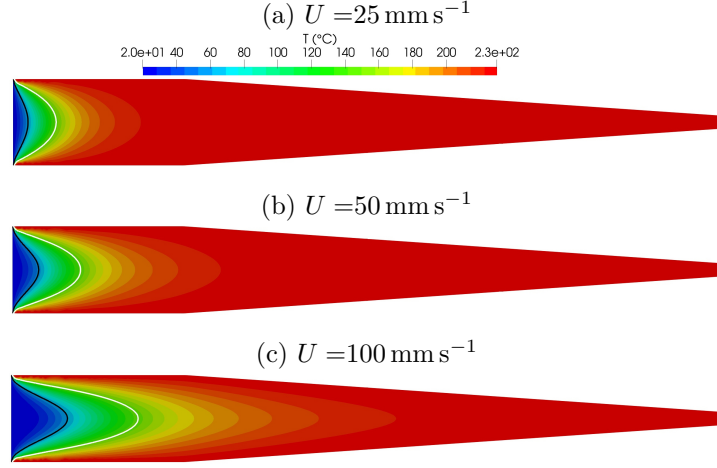 (a) U =25 mm s⁻¹
T (°C)
2.0e+01 40 60 80 100 120 140 160 180 200 2.3e+02
(b) U =50 mm s⁻¹
(c) U =100 mm s⁻¹